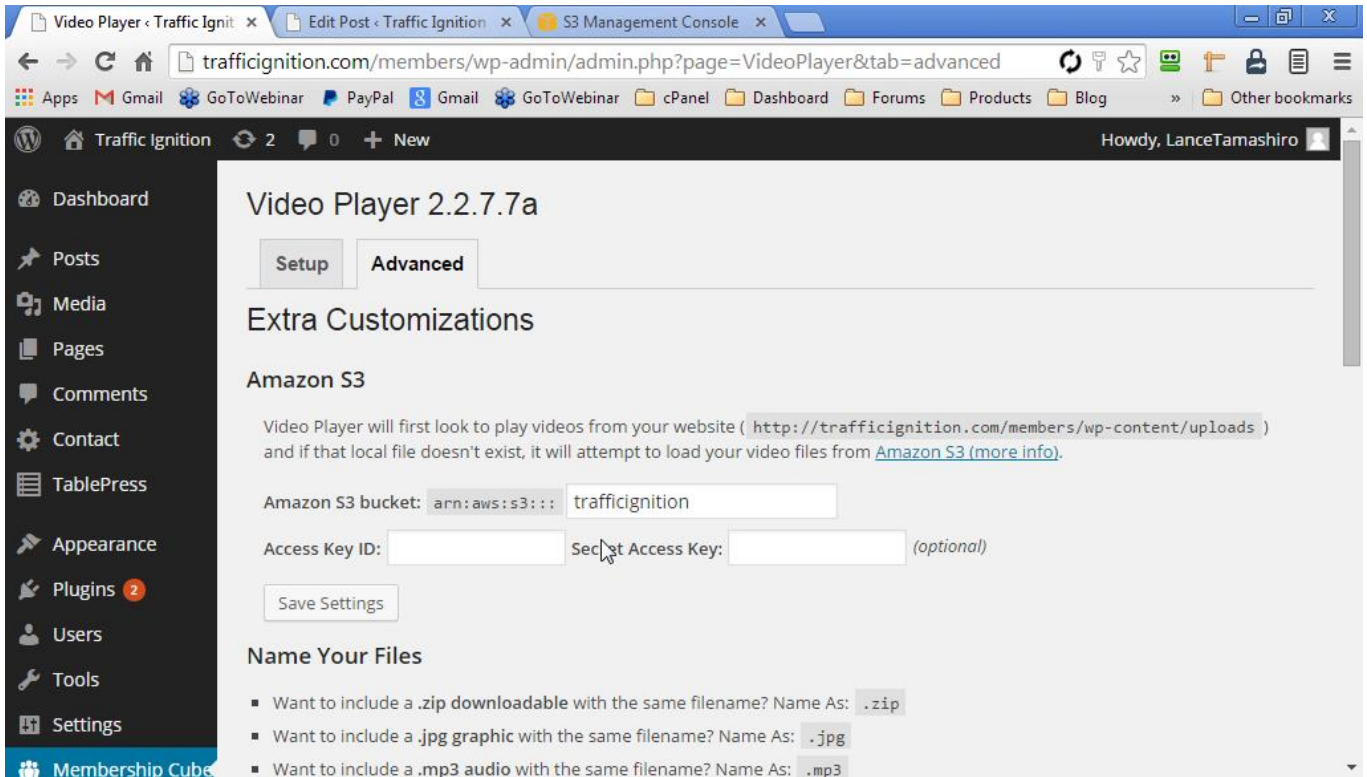 Video Player ‹ Traffic Ignit
Edit Post ‹ Traffic Ignition
S3 Management Console
trafficignition.com/members/wp-admin/admin.php?page=VideoPlayer&tab=advanced
Apps Gmail GoToWebinar PayPal Gmail GoToWebinar cPanel Dashboard Forums Products Blog » Other bookmarks
Traffic Ignition 2 0 + New Howdy, LanceTamashiro
Dashboard
Posts
Media
Pages
Comments
Contact
TablePress
Appearance
Plugins 2
Users
Tools
Settings
Membership Cube
Video Player 2.2.7.7a
Setup Advanced
Extra Customizations
Amazon S3
Video Player will first look to play videos from your website ( http://trafficignition.com/members/wp-content/uploads )
and if that local file doesn't exist, it will attempt to load your video files from Amazon S3 (more info).
Amazon S3 bucket: arn:aws:s3::: trafficignition
Access Key ID: Secret Access Key: (optional)
Save Settings
Name Your Files
▪ Want to include a .zip downloadable with the same filename? Name As: .zip
▪ Want to include a .jpg graphic with the same filename? Name As: .jpg
▪ Want to include a .mp3 audio with the same filename? Name As: .mp3